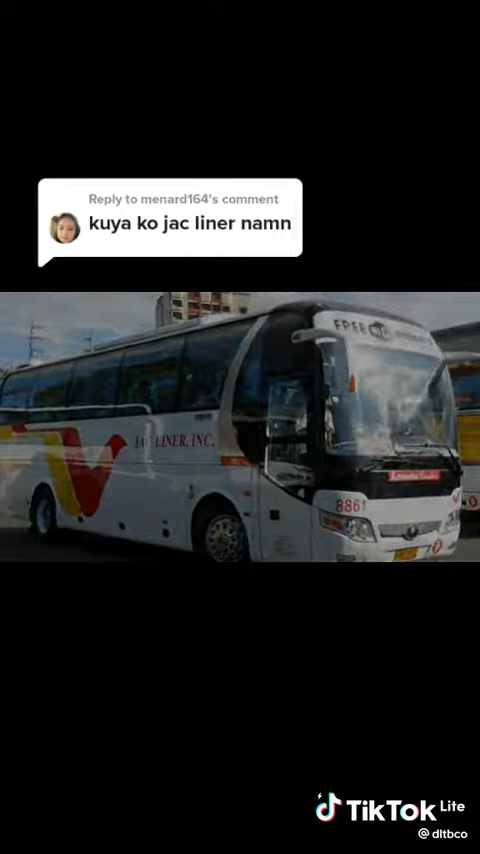 Reply to menard164's comment
kuya ko jac liner namn
FREE
JAC LINER, INC.
8861
TikTok Lite
@dltbco